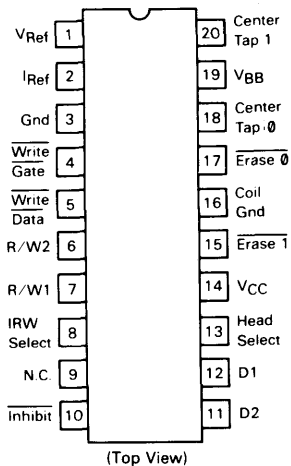 VRef 1
20 Center
Tap 1
IRef 2
19 VBB
Gnd 3
18 Center
Tap 0
Write
Gate 4
17 Erase 0
Write
Data 5
16 Coil
Gnd
R/W2 6
15 Erase 1
R/W1 7
14 VCC
IRW
Select 8
13 Head
Select
N.C. 9
12 D1
Inhibit 10
11 D2
(Top View)